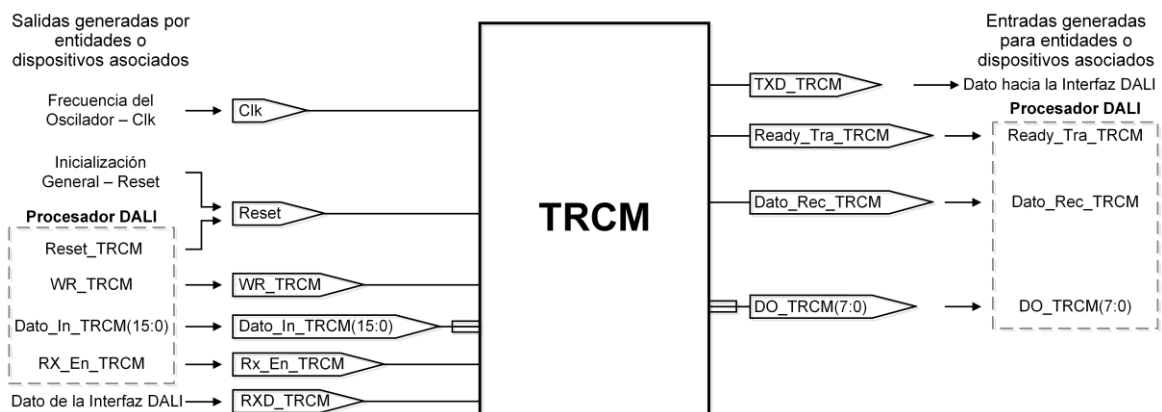 Salidas generadas por
entidades o
dispositivos asociados
Frecuencia del
Oscilador – Clk
Clk
Inicialización
General – Reset
Reset
Procesador DALI
Reset_TRCM
WR_TRCM
WR_TRCM
Dato_In_TRCM(15:0)
Dato_In_TRCM(15:0)
RX_En_TRCM
Rx_En_TRCM
Dato de la Interfaz DALI
RXD_TRCM
TRCM
Entradas generadas
para entidades o
dispositivos asociados
TXD_TRCM
Dato hacia la Interfaz DALI
Procesador DALI
Ready_Tra_TRCM
Ready_Tra_TRCM
Dato_Rec_TRCM
Dato_Rec_TRCM
DO_TRCM(7:0)
DO_TRCM(7:0)